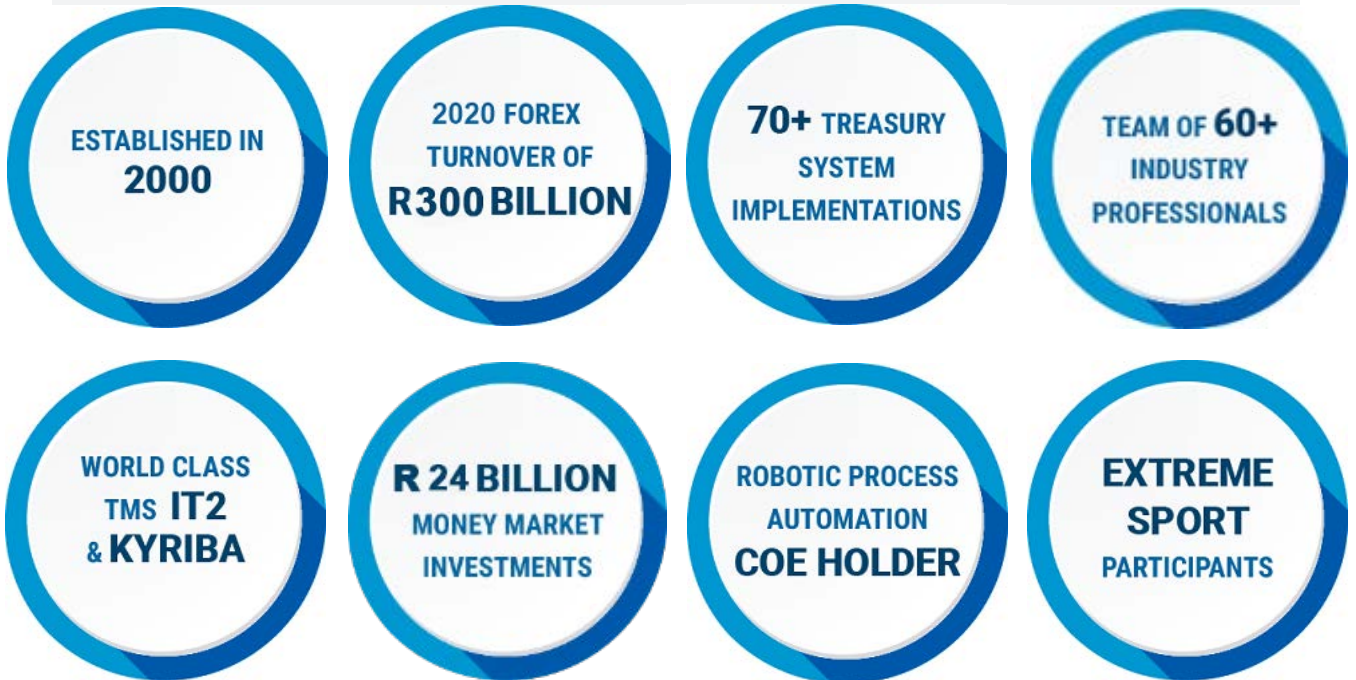 ESTABLISHED IN
2000
2020 FOREX
TURNOVER OF
R300 BILLION
70+ TREASURY
SYSTEM
IMPLEMENTATIONS
TEAM OF 60+
INDUSTRY
PROFESSIONALS
WORLD CLASS
TMS IT2
& KYRIBA
R 24 BILLION
MONEY MARKET
INVESTMENTS
ROBOTIC PROCESS
AUTOMATION
COE HOLDER
EXTREME
SPORT
PARTICIPANTS